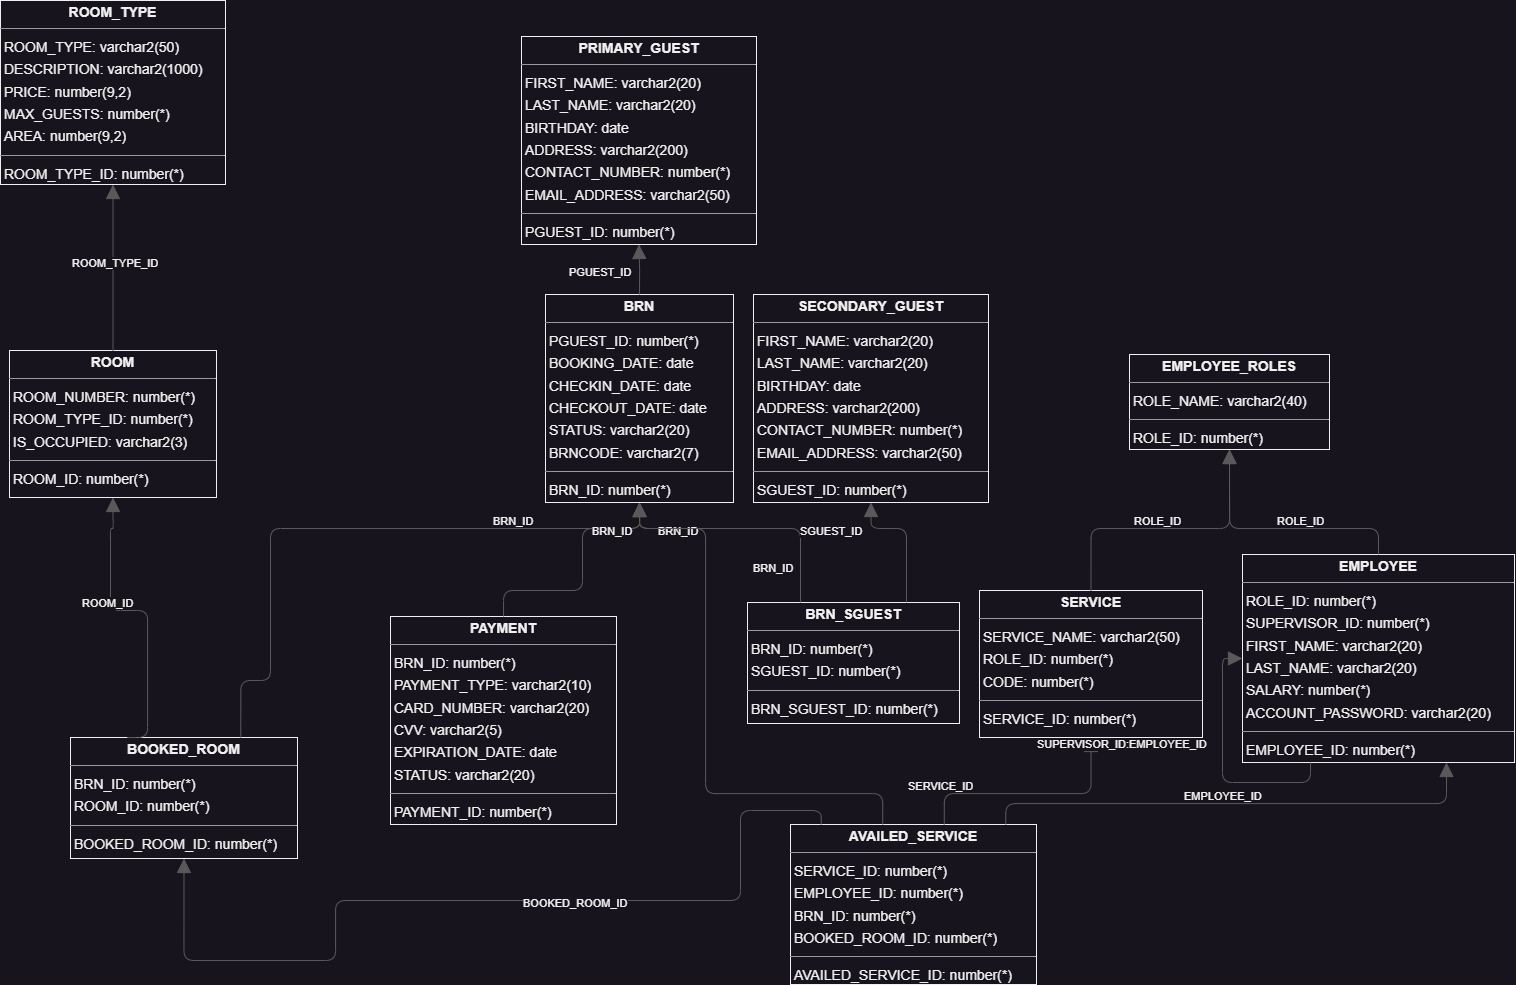 ROOM_TYPE
ROOM_TYPE: varchar2(50)
DESCRIPTION: varchar2(1000)
PRICE: number(9,2)
MAX_GUESTS: number(*)
AREA: number(9,2)
ROOM_TYPE_ID: number(*)
PRIMARY_GUEST
FIRST_NAME: varchar2(20)
LAST_NAME: varchar2(20)
BIRTHDAY: date
ADDRESS: varchar2(200)
CONTACT_NUMBER: number(*)
EMAIL_ADDRESS: varchar2(50)
PGUEST_ID: number(*)
ROOM_TYPE_ID
PGUEST_ID
ROOM
ROOM_NUMBER: number(*)
ROOM_TYPE_ID: number(*)
IS_OCCUPIED: varchar2(3)
ROOM_ID: number(*)
BRN
PGUEST_ID: number(*)
BOOKING_DATE: date
CHECKIN_DATE: date
CHECKOUT_DATE: date
STATUS: varchar2(20)
BRNCODE: varchar2(7)
BRN_ID: number(*)
SECONDARY_GUEST
FIRST_NAME: varchar2(20)
LAST_NAME: varchar2(20)
BIRTHDAY: date
ADDRESS: varchar2(200)
CONTACT_NUMBER: number(*)
EMAIL_ADDRESS: varchar2(50)
SGUEST_ID: number(*)
EMPLOYEE_ROLES
ROLE_NAME: varchar2(40)
ROLE_ID: number(*)
BRN_ID
BRN_ID
BRN_ID
SGUEST_ID
ROLE_ID
ROLE_ID
BRN_ID
ROOM_ID
PAYMENT
BRN_ID: number(*)
PAYMENT_TYPE: varchar2(10)
CARD_NUMBER: varchar2(20)
CVV: varchar2(5)
EXPIRATION_DATE: date
STATUS: varchar2(20)
PAYMENT_ID: number(*)
BRN_SGUEST
BRN_ID: number(*)
SGUEST_ID: number(*)
BRN_SGUEST_ID: number(*)
SERVICE
SERVICE_NAME: varchar2(50)
ROLE_ID: number(*)
CODE: number(*)
SERVICE_ID: number(*)
EMPLOYEE
ROLE_ID: number(*)
SUPERVISOR_ID: number(*)
FIRST_NAME: varchar2(20)
LAST_NAME: varchar2(20)
SALARY: number(*)
ACCOUNT_PASSWORD: varchar2(20)
EMPLOYEE_ID: number(*)
SUPERVISOR_ID:EMPLOYEE_ID
BOOKED_ROOM
BRN_ID: number(*)
ROOM_ID: number(*)
BOOKED_ROOM_ID: number(*)
SERVICE_ID
EMPLOYEE_ID
BOOKED_ROOM_ID
AVAILED_SERVICE
SERVICE_ID: number(*)
EMPLOYEE_ID: number(*)
BRN_ID: number(*)
BOOKED_ROOM_ID: number(*)
AVAILED_SERVICE_ID: number(*)